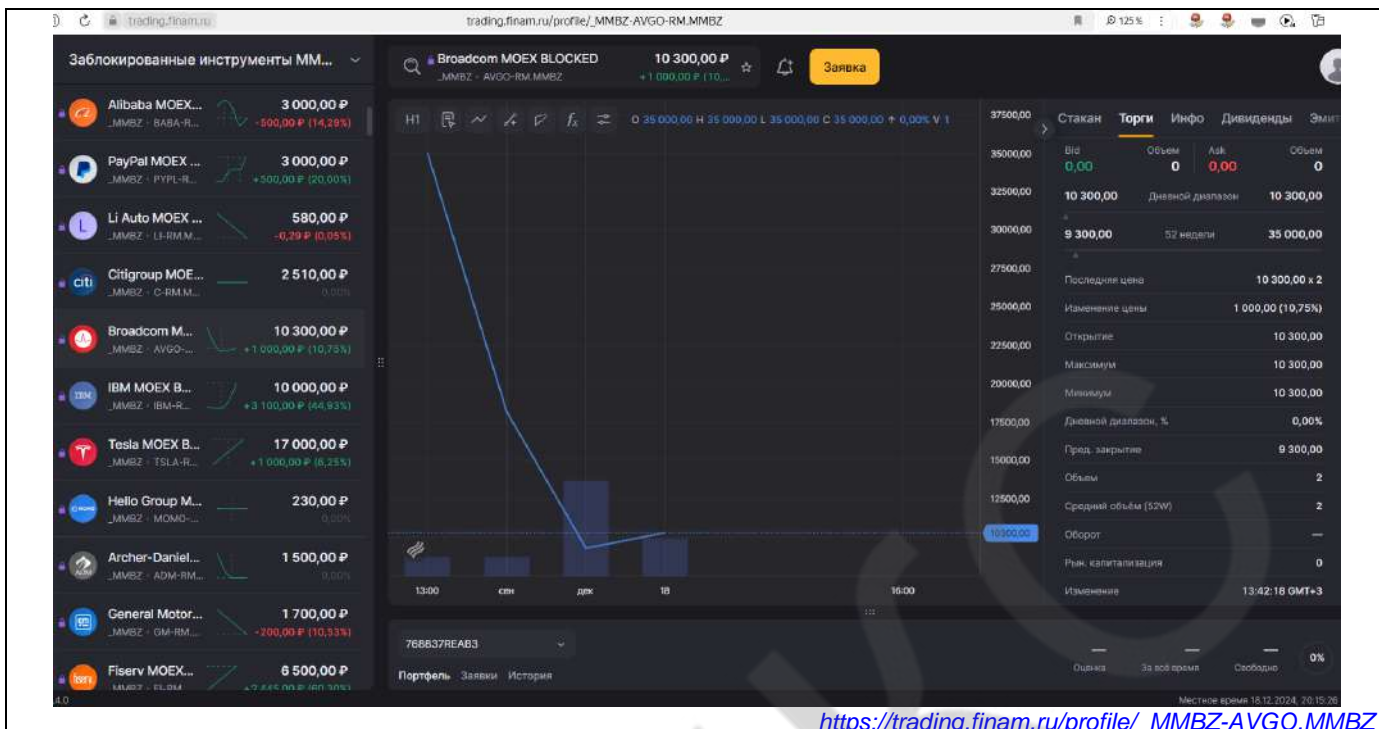 trading.finam.ru
trading.finam.ru/profile/_MMBZ-AVGO-RM.MMBZ
125 %
Заблокированные инструменты ММ...
Broadcom MOEX BLOCKED
_MMBZ - AVGO-RM.MMBZ
10 300,00 ₽
+1 000,00 ₽ (10,...
Заявка
Alibaba MOEX...
3 000,00 ₽
_MMBZ - BABA-R...
-500,00 ₽ (14,29%)
PayPal MOEX ...
3 000,00 ₽
_MMBZ - PYPL-R...
+500,00 ₽ (20,00%)
Li Auto MOEX ...
580,00 ₽
_MMBZ - LI-RM.M...
-0,29 ₽ (0,05%)
Citigroup MOE...
2 510,00 ₽
_MMBZ - C-RM.M...
0,00%
Broadcom M...
10 300,00 ₽
_MMBZ - AVGO-...
+1 000,00 ₽ (10,75%)
IBM MOEX B...
10 000,00 ₽
_MMBZ - IBM-R...
+3 100,00 ₽ (44,93%)
Tesla MOEX B...
17 000,00 ₽
_MMBZ - TSLA-R...
+1 000,00 ₽ (6,25%)
Hello Group M...
230,00 ₽
_MMBZ - MOMO-...
0,00%
Archer-Daniel...
1 500,00 ₽
_MMBZ - ADM-RM...
0,00%
General Motor...
1 700,00 ₽
_MMBZ - GM-RM...
-200,00 ₽ (10,53%)
Fiserv MOEX...
6 500,00 ₽
_MMBZ - FI-RM
+2 445,00 ₽ (60,30%)
4.0
H1
O 35 000,00 H 35 000,00 L 35 000,00 C 35 000,00 ↑ 0,00% V 1
37500,00
35000,00
32500,00
30000,00
27500,00
25000,00
22500,00
20000,00
17500,00
15000,00
12500,00
10300,00
13:00 сен дек 18 16:00
Стакан Торги Инфо Дивиденды Эмит
Bid Объем Ask Объем
0,00 0 0,00 0
10 300,00 Дневной диапазон 10 300,00
9 300,00 52 недели 35 000,00
Последняя цена 10 300,00 x 2
Изменение цены 1 000,00 (10,75%)
Открытие 10 300,00
Максимум 10 300,00
Минимум 10 300,00
Дневной диапазон, % 0,00%
Пред. закрытие 9 300,00
Объем 2
Средний объём (52W) 2
Оборот —
Рын. капитализация 0
Изменение 13:42:18 GMT+3
768837REAB3
Портфель Заявки История
Оценка За всё время Свободно 0%
Местное время 18.12.2024, 20:15:26
https://trading.finam.ru/profile/_MMBZ-AVGO.MMBZ